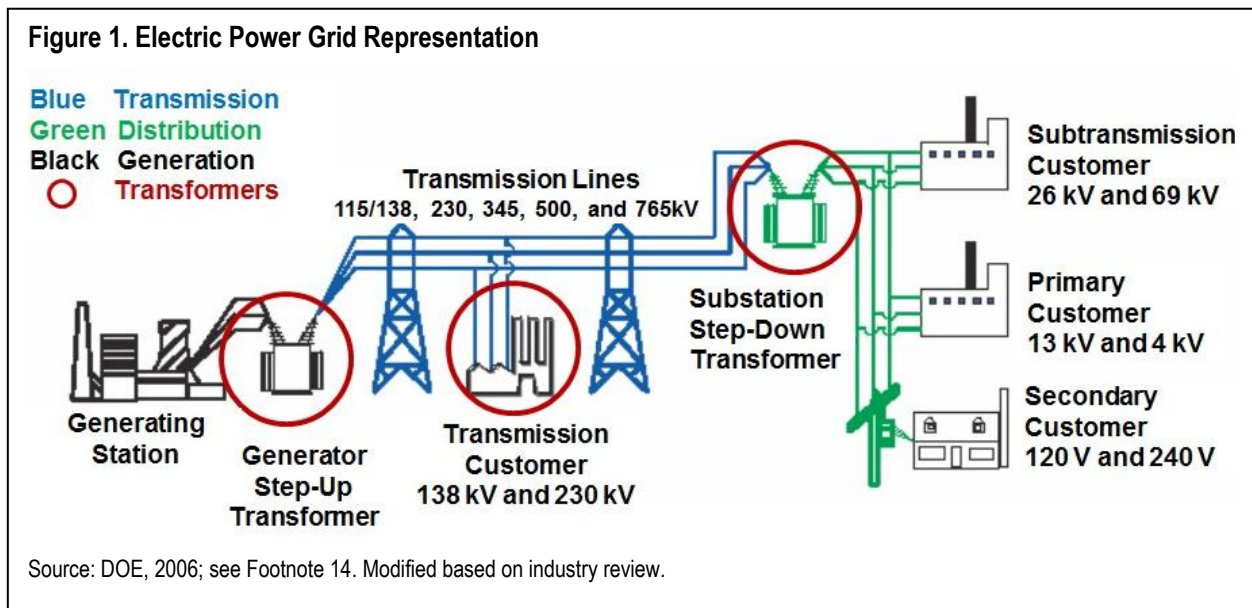 Figure 1. Electric Power Grid Representation
Blue Transmission
Green Distribution
Black Generation
Transformers
Transmission Lines
115/138, 230, 345, 500, and 765kV
Subtransmission
Customer
26 kV and 69 kV
Substation
Step-Down
Transformer
Primary
Customer
13 kV and 4 kV
Generating
Station
Generator
Step-Up
Transformer
Transmission
Customer
138 kV and 230 kV
Secondary
Customer
120 V and 240 V
Source: DOE, 2006; see Footnote 14. Modified based on industry review.